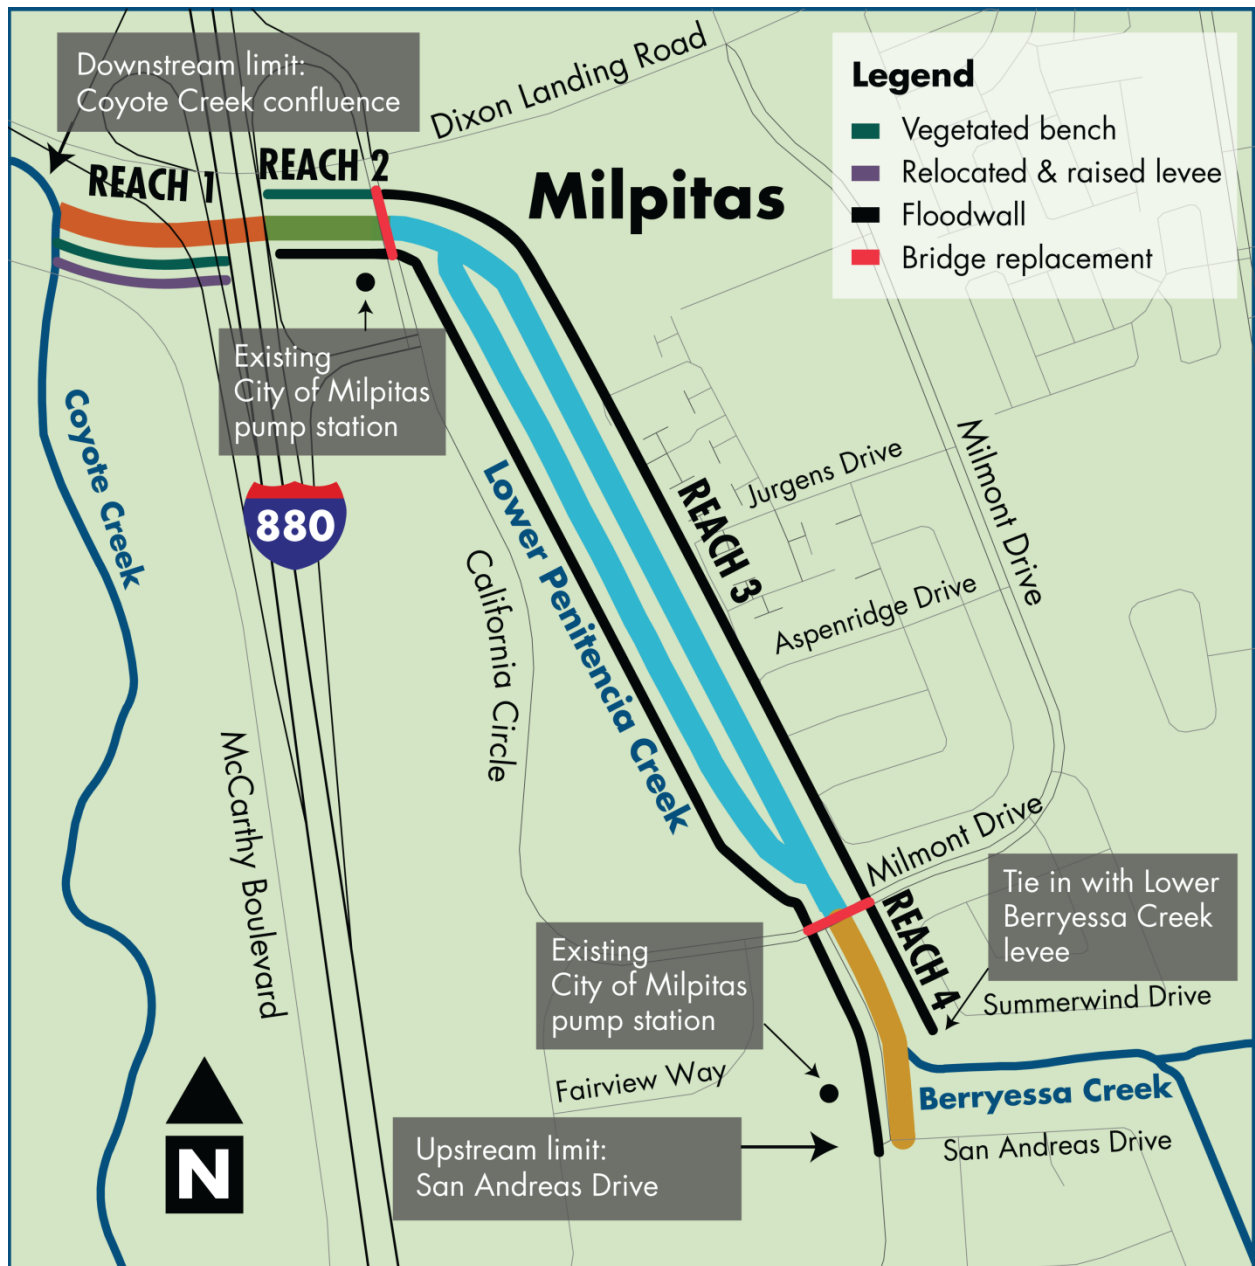 Downstream limit:
Coyote Creek confluence
Dixon Landing Road
Legend
Vegetated bench
Relocated & raised levee
Floodwall
Bridge replacement
REACH 1
REACH 2
Milpitas
Existing
City of Milpitas
pump station
Coyote Creek
880
Lower Penitencia Creek
California Circle
REACH 3
Jurgens Drive
Milmont Drive
Aspenridge Drive
McCarthy Boulevard
Milmont Drive
REACH 4
Tie in with Lower
Berryessa Creek
levee
Existing
City of Milpitas
pump station
Summerwind Drive
Fairview Way
Berryessa Creek
Upstream limit:
San Andreas Drive
San Andreas Drive
N